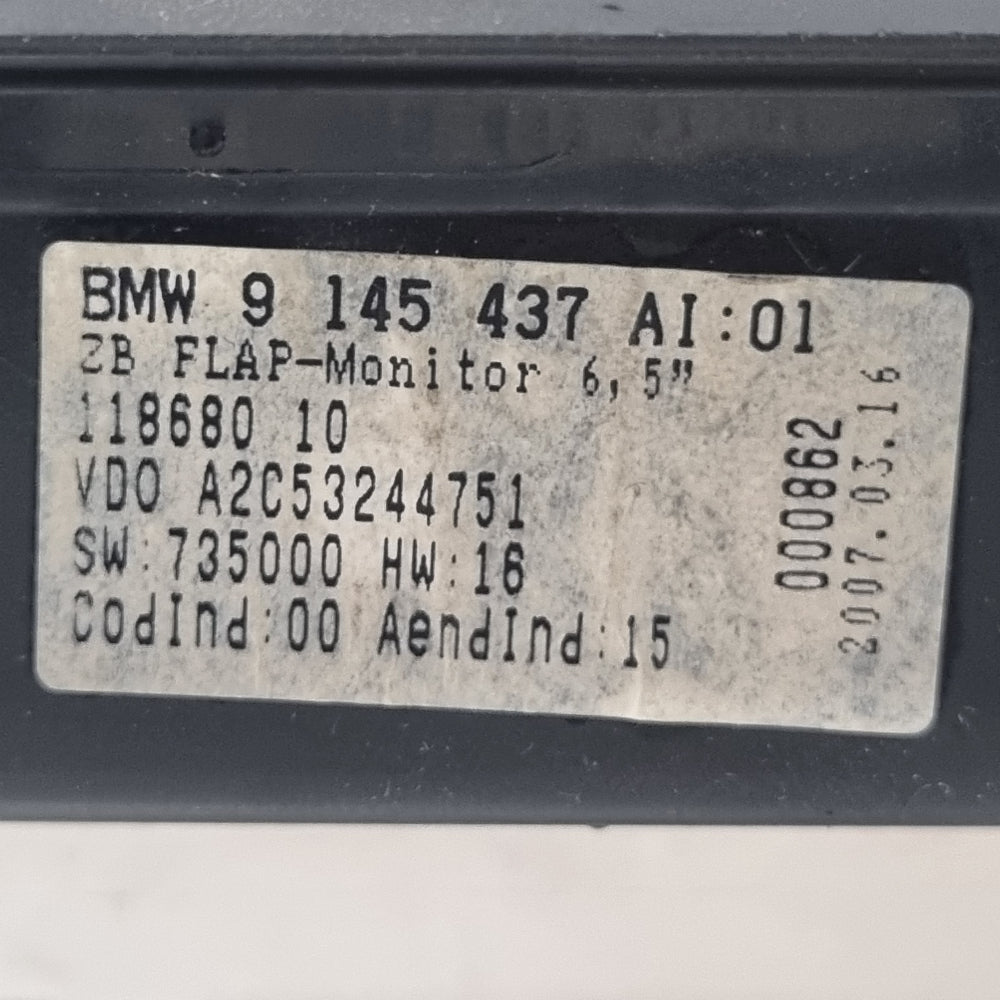 BMW 9 145 437 AI:01
ZB FLAP-Monitor 6,5"
118680 10
VDO A2C53244751
SW:735000 HW:16
CodInd:00 AendInd:15
000862
2007.03.16